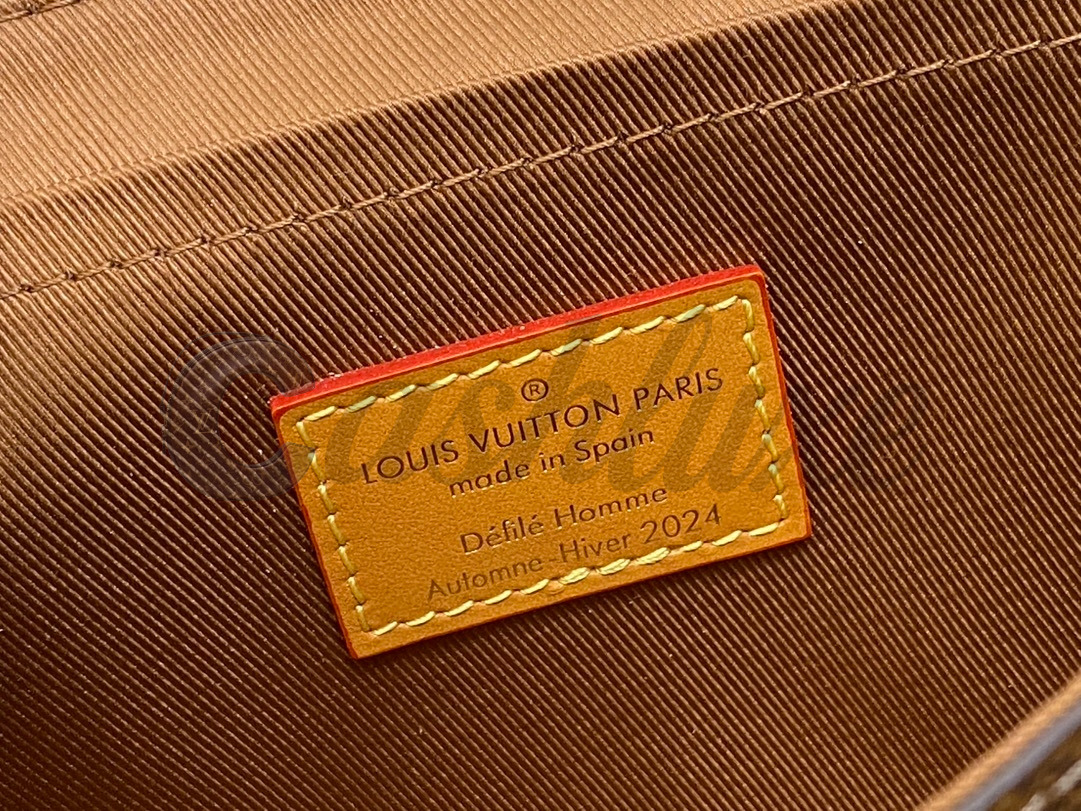 ®
LOUIS VUITTON PARIS
made in Spain
Défilé Homme
Automne-Hiver 2024